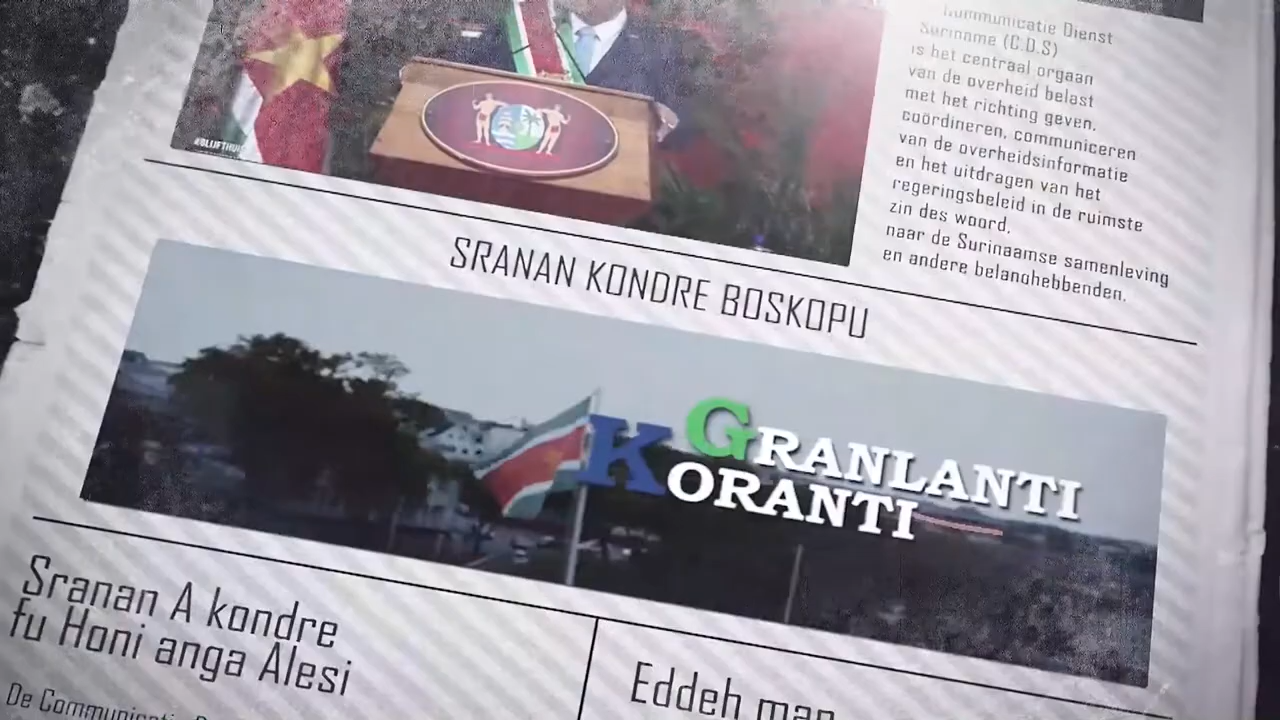 Communicatie Dienst
Suriname (C.D.S)
is het centraal orgaan
van de overheid belast
met het richting geven,
coördineren, communiceren
van de overheidsinformatie
en het uitdragen van het
regeringsbeleid in de ruimste
zin des woord,
naar de Surinaamse samenleving
en andere belanghebbenden.
SRANAN KONDRE BOSKOPU
GRANLANTI
KORANTI
Sranan A kondre
fu Honi anga Alesi
De
Eddeh man